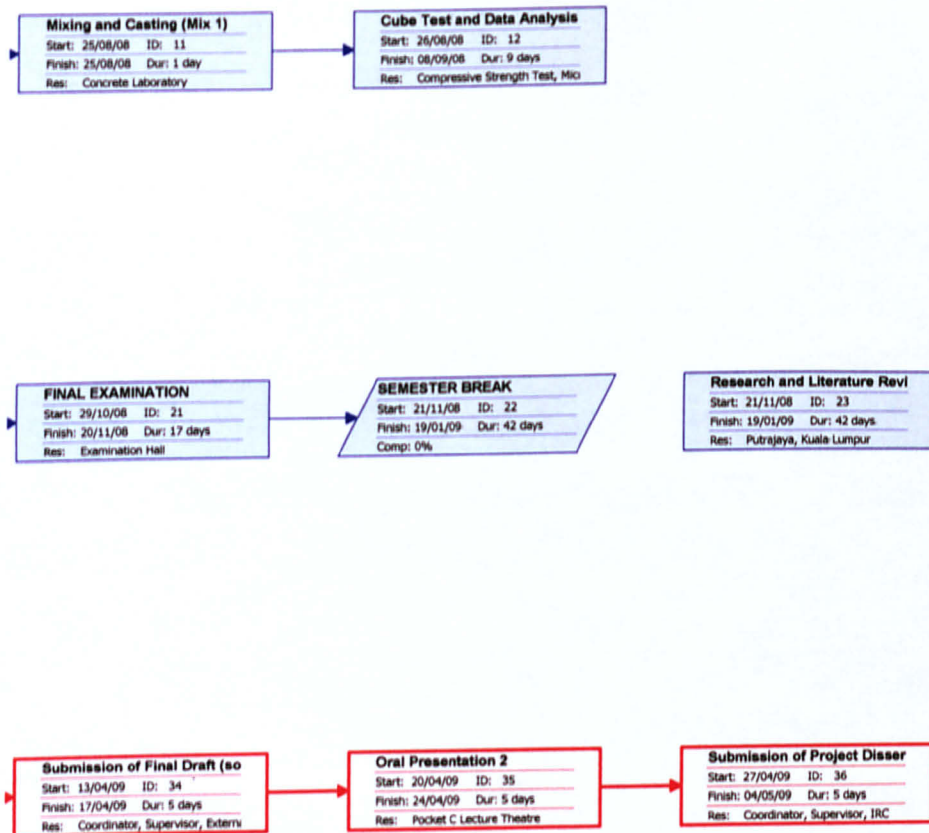 Mixing and Casting (Mix 1)
Start: 25/08/08 ID: 11
Finish: 25/08/08 Dur: 1 day
Res: Concrete Laboratory
Cube Test and Data Analysis
Start: 26/08/08 ID: 12
Finish: 08/09/08 Dur: 9 days
Res: Compressive Strength Test, Mici
FINAL EXAMINATION
Start: 29/10/08 ID: 21
Finish: 20/11/08 Dur: 17 days
Res: Examination Hall
SEMESTER BREAK
Start: 21/11/08 ID: 22
Finish: 19/01/09 Dur: 42 days
Comp: 0%
Research and Literature Revi
Start: 21/11/08 ID: 23
Finish: 19/01/09 Dur: 42 days
Res: Putrajaya, Kuala Lumpur
Submission of Final Draft (so
Start: 13/04/09 ID: 34
Finish: 17/04/09 Dur: 5 days
Res: Coordinator, Supervisor, Extern
Oral Presentation 2
Start: 20/04/09 ID: 35
Finish: 24/04/09 Dur: 5 days
Res: Pocket C Lecture Theatre
Submission of Project Disser
Start: 27/04/09 ID: 36
Finish: 04/05/09 Dur: 5 days
Res: Coordinator, Supervisor, IRC